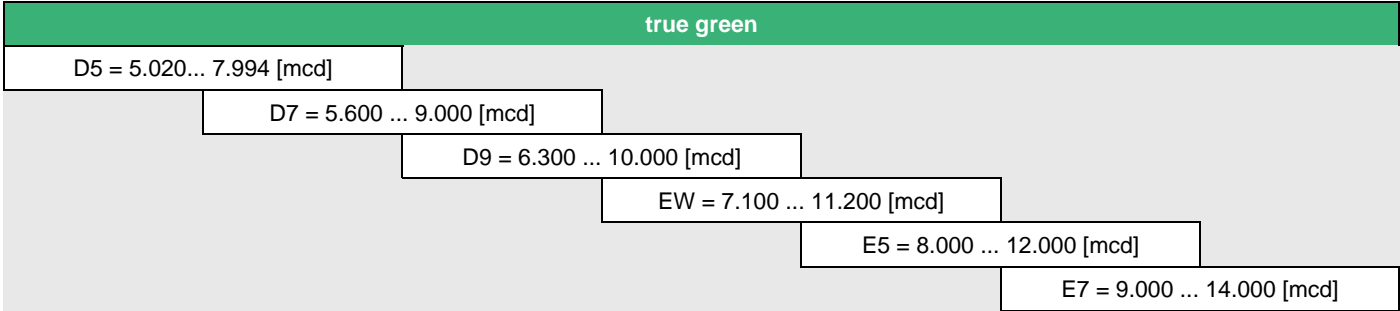 true green
D5 = 5.020... 7.994 [mcd]
D7 = 5.600 ... 9.000 [mcd]
D9 = 6.300 ... 10.000 [mcd]
EW = 7.100 ... 11.200 [mcd]
E5 = 8.000 ... 12.000 [mcd]
E7 = 9.000 ... 14.000 [mcd]